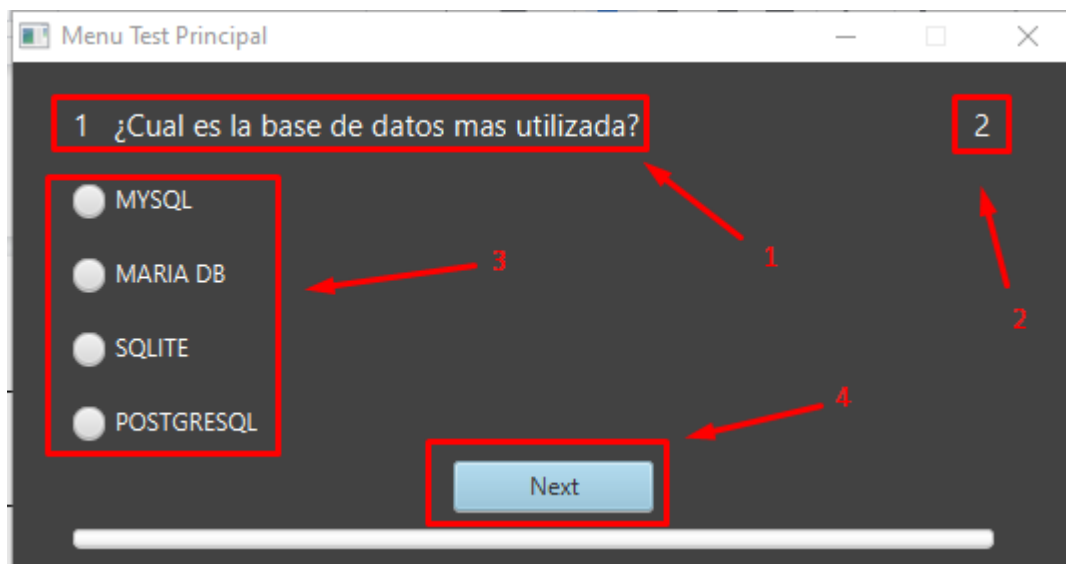 Menu Test Principal
1 ¿Cual es la base de datos mas utilizada? 2
MYSQL
1
3
MARIA DB
2
SQLITE
4
POSTGRESQL
Next